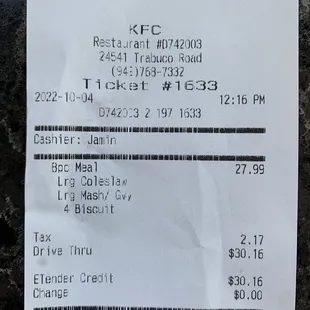 KFC
Restaurant #D742003
24541 Trabuco Road
(949)768-7332
Ticket #1633
2022-10-04 12:16 PM
D742003 2 197 1633
Cashier: Jamin
8pc Meal 27.99
Lrg Coleslaw
Lrg Mash/ Gvy
4 Biscuit
Tax 2.17
Drive Thru $30.16
ETender Credit $30.16
Change $0.00